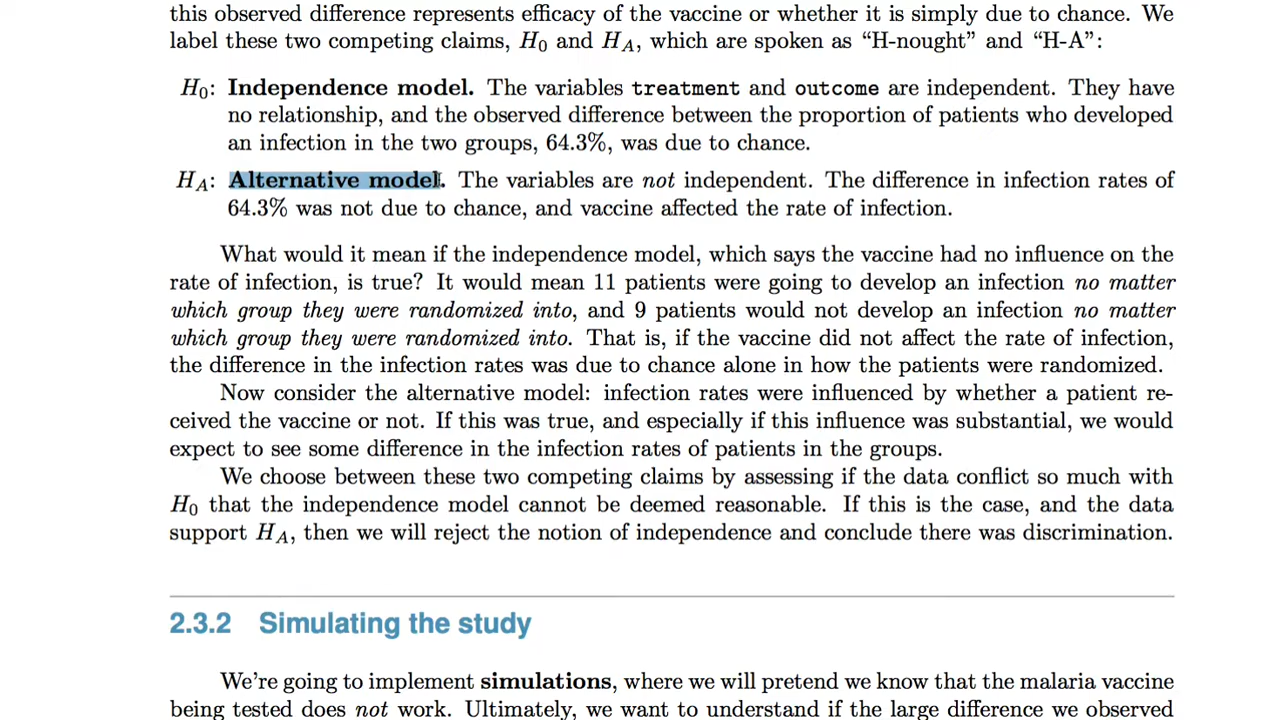 this observed difference represents efficacy of the vaccine or whether it is simply due to chance. We
label these two competing claims, H0 and HA, which are spoken as “H-nought” and “H-A”:
H0: Independence model. The variables treatment and outcome are independent. They have
no relationship, and the observed difference between the proportion of patients who developed
an infection in the two groups, 64.3%, was due to chance.
HA: Alternative model. The variables are not independent. The difference in infection rates of
64.3% was not due to chance, and vaccine affected the rate of infection.
What would it mean if the independence model, which says the vaccine had no influence on the
rate of infection, is true? It would mean 11 patients were going to develop an infection no matter
which group they were randomized into, and 9 patients would not develop an infection no matter
which group they were randomized into. That is, if the vaccine did not affect the rate of infection,
the difference in the infection rates was due to chance alone in how the patients were randomized.
Now consider the alternative model: infection rates were influenced by whether a patient re-
ceived the vaccine or not. If this was true, and especially if this influence was substantial, we would
expect to see some difference in the infection rates of patients in the groups.
We choose between these two competing claims by assessing if the data conflict so much with
H0 that the independence model cannot be deemed reasonable. If this is the case, and the data
support HA, then we will reject the notion of independence and conclude there was discrimination.
2.3.2 Simulating the study
We’re going to implement simulations, where we will pretend we know that the malaria vaccine
being tested does not work. Ultimately, we want to understand if the large difference we observed